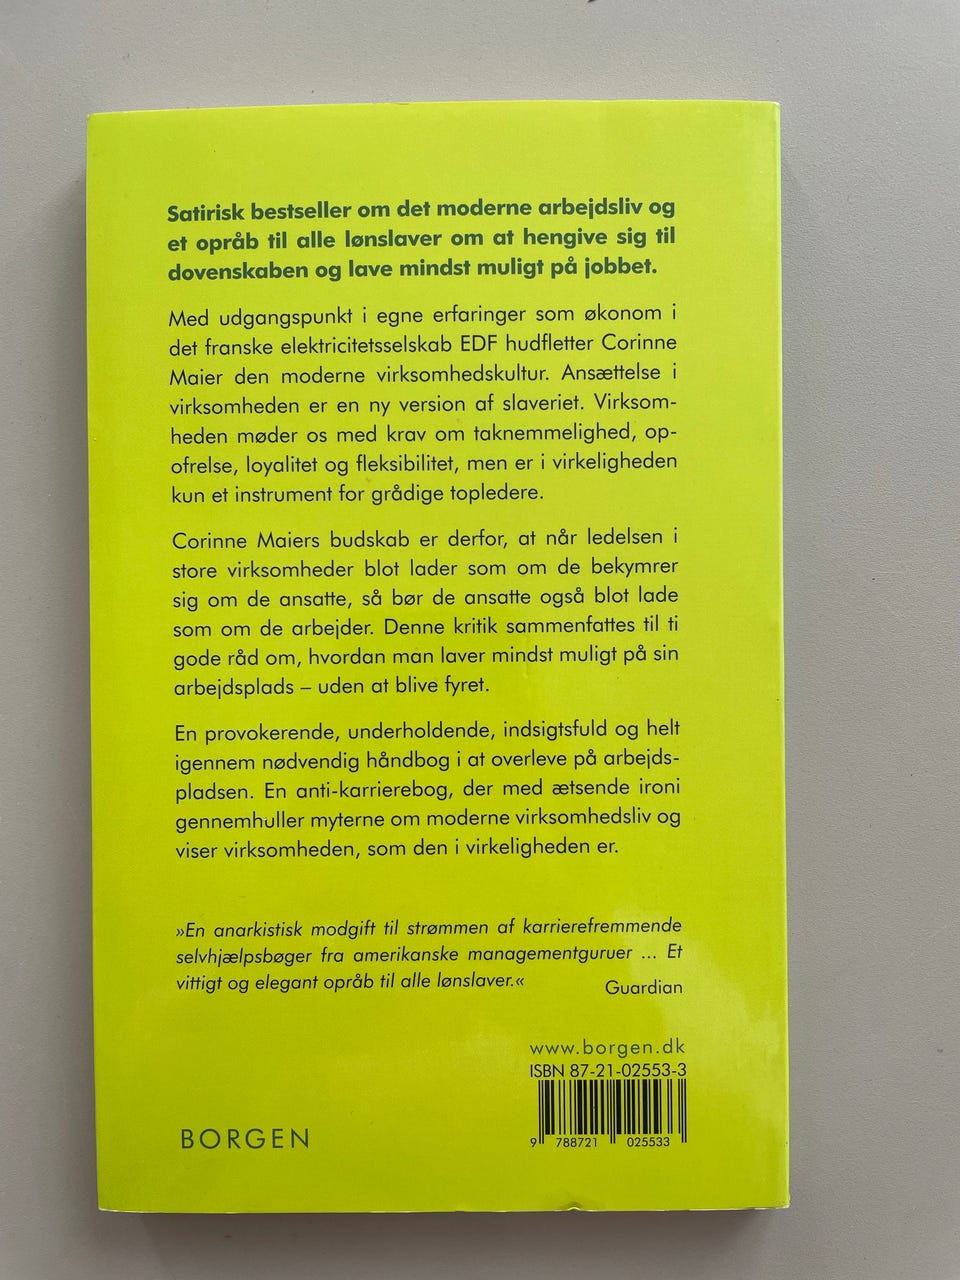 Satirisk bestseller om det moderne arbejdsliv og
et opråb til alle lønslaver om at hengive sig til
dovenskaben og lave mindst muligt på jobbet.
Med udgangspunkt i egne erfaringer som økonom i
det franske elektricitetsselskab EDF hudfletter Corinne
Maier den moderne virksomhedskultur. Ansættelse i
virksomheden er en ny version af slaveriet. Virksom-
heden møder os med krav om taknemmelighed, op-
ofrelse, loyalitet og fleksibilitet, men er i virkeligheden
kun et instrument for grådige topledere.
Corinne Maiers budskab er derfor, at når ledelsen i
store virksomheder blot lader som om de bekymrer
sig om de ansatte, så bør de ansatte også blot lade
som om de arbejder. Denne kritik sammenfattes til ti
gode råd om, hvordan man laver mindst muligt på sin
arbejdsplads – uden at blive fyret.
En provokerende, underholdende, indsigtsfuld og helt
igennem nødvendig håndbog i at overleve på arbejds-
pladsen. En anti-karrierebog, der med ætsende ironi
gennemhuller myterne om moderne virksomhedsliv og
viser virksomheden, som den i virkeligheden er.
»En anarkistisk modgift til strømmen af karrierefremmende
selvhjælpsbøger fra amerikanske managementguruer ... Et
vittigt og elegant opråb til alle lønslaver.«
Guardian
www.borgen.dk
ISBN 87-21-02553-3
9 788721 025533
BORGEN